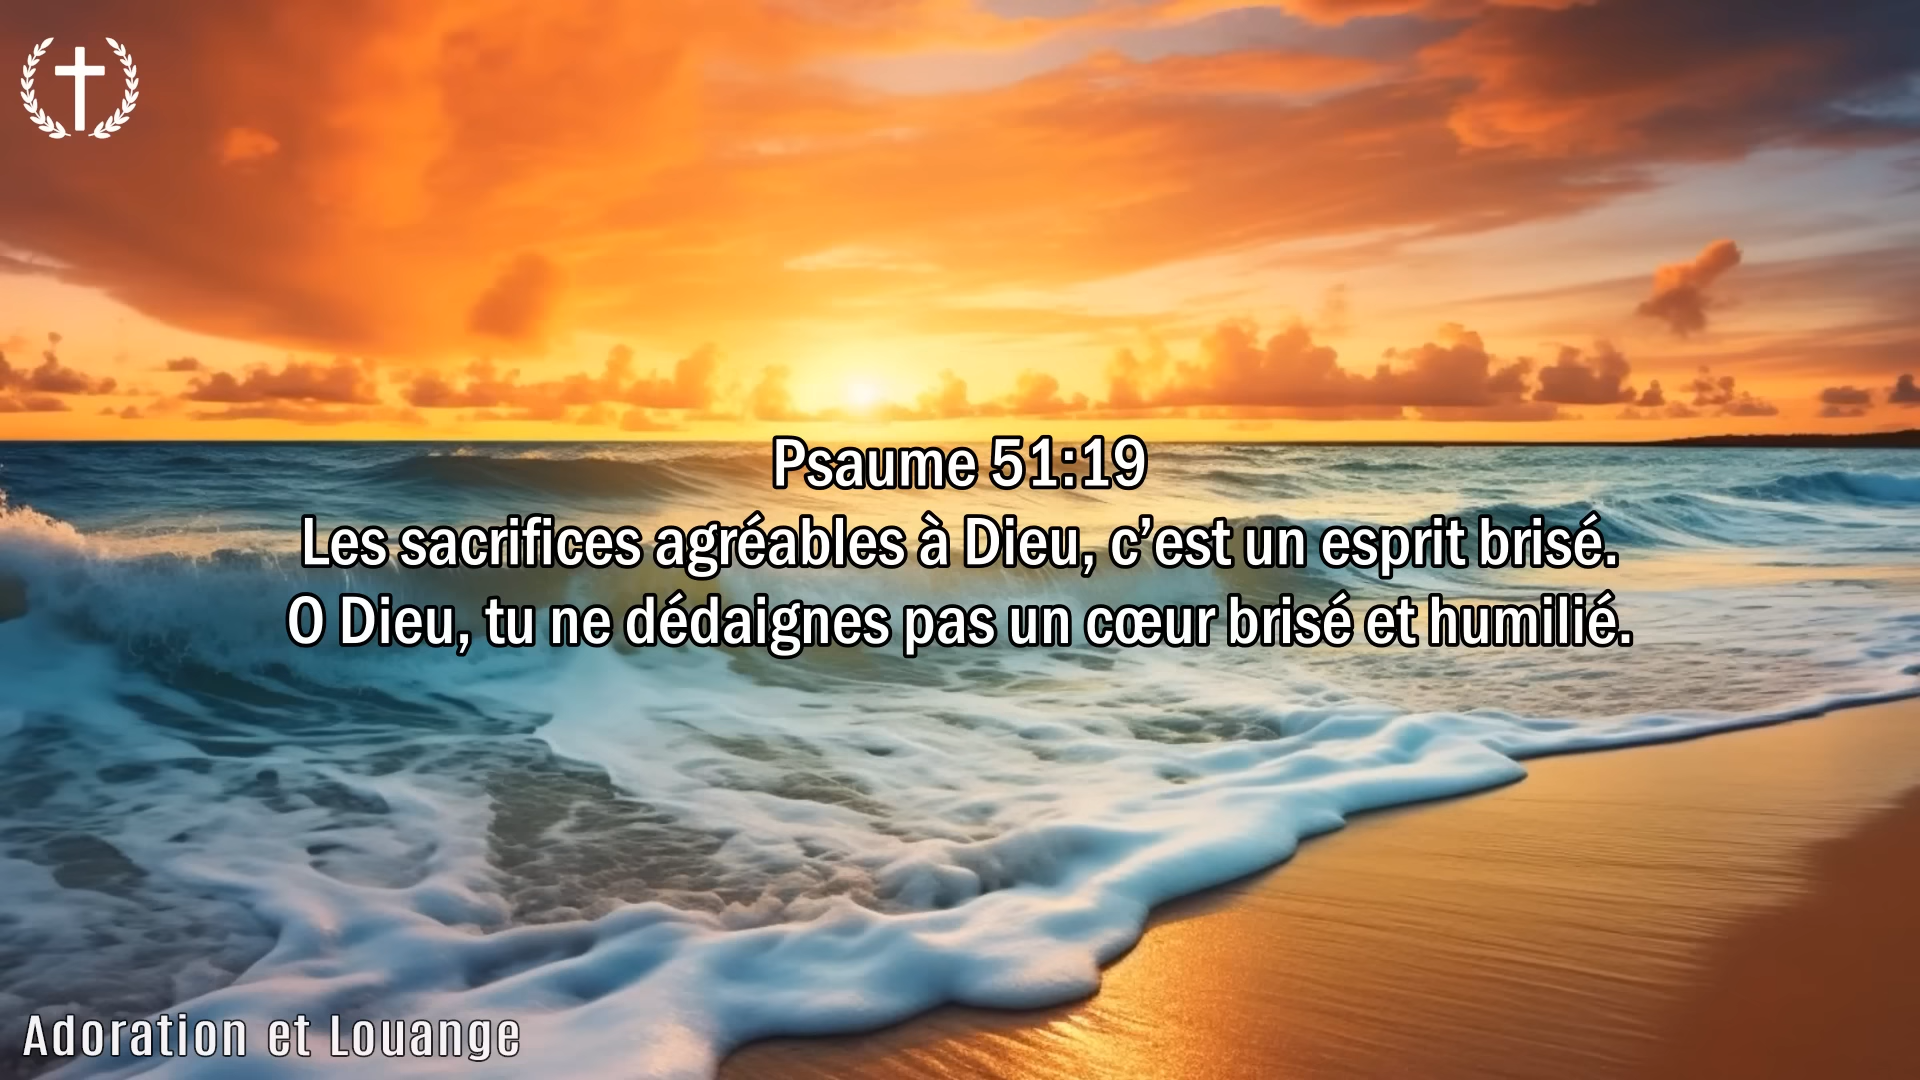 Psaume 51:19
Les sacrifices agréables à Dieu, c’est un esprit brisé.
O Dieu, tu ne dédaignes pas un cœur brisé et humilié.
Adoration et Louange